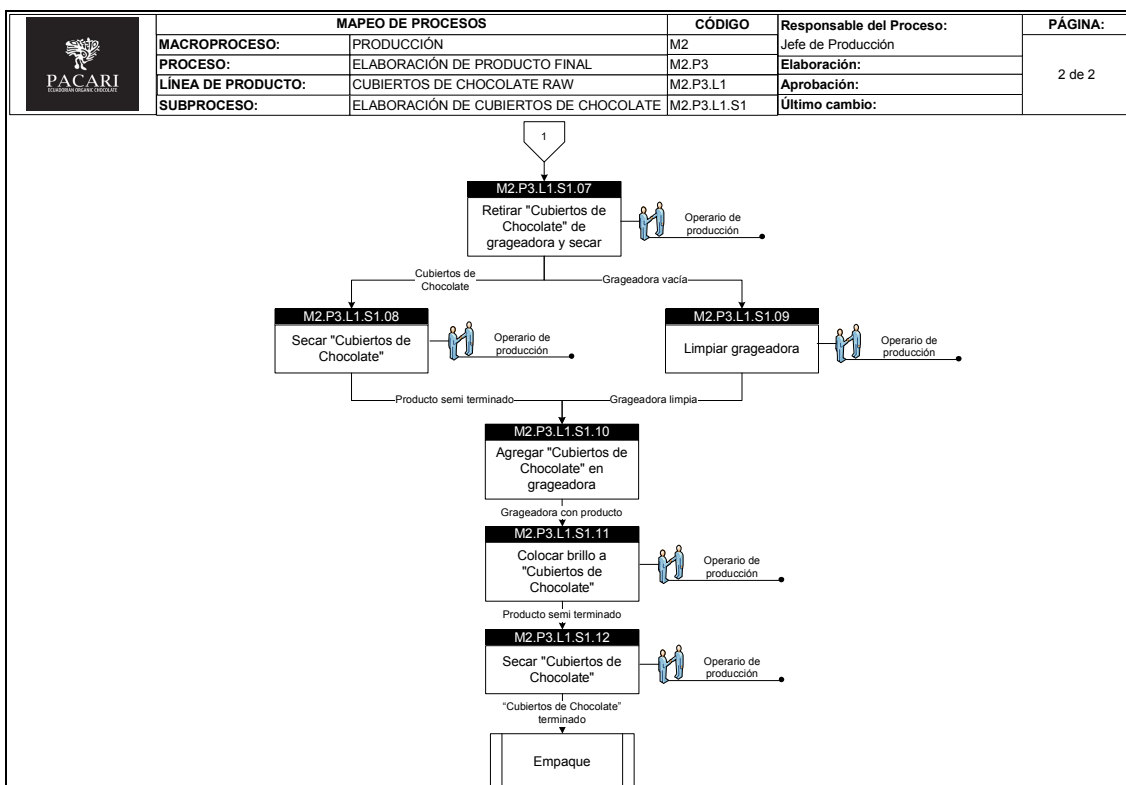 PACARI
ECUADORIAN ORGANIC CHOCOLATE
MAPEO DE PROCESOS
CÓDIGO
Responsable del Proceso:
PÁGINA:
MACROPROCESO:
PRODUCCIÓN
M2
Jefe de Producción
PROCESO:
ELABORACIÓN DE PRODUCTO FINAL
M2.P3
Elaboración:
2 de 2
LÍNEA DE PRODUCTO:
CUBIERTOS DE CHOCOLATE RAW
M2.P3.L1
Aprobación:
SUBPROCESO:
ELABORACIÓN DE CUBIERTOS DE CHOCOLATE
M2.P3.L1.S1
Último cambio:
1
M2.P3.L1.S1.07
Retirar "Cubiertos de
Chocolate" de
grageadora y secar
Operario de
producción
Cubiertos de
Chocolate
Grageadora vacía
M2.P3.L1.S1.08
Secar "Cubiertos de
Chocolate"
Operario de
producción
M2.P3.L1.S1.09
Limpiar grageadora
Operario de
producción
Producto semi terminado
Grageadora limpia
M2.P3.L1.S1.10
Agregar "Cubiertos de
Chocolate" en
grageadora
Grageadora con producto
M2.P3.L1.S1.11
Colocar brillo a
"Cubiertos de
Chocolate"
Operario de
producción
Producto semi terminado
M2.P3.L1.S1.12
Secar "Cubiertos de
Chocolate"
Operario de
producción
“Cubiertos de Chocolate”
terminado
Empaque